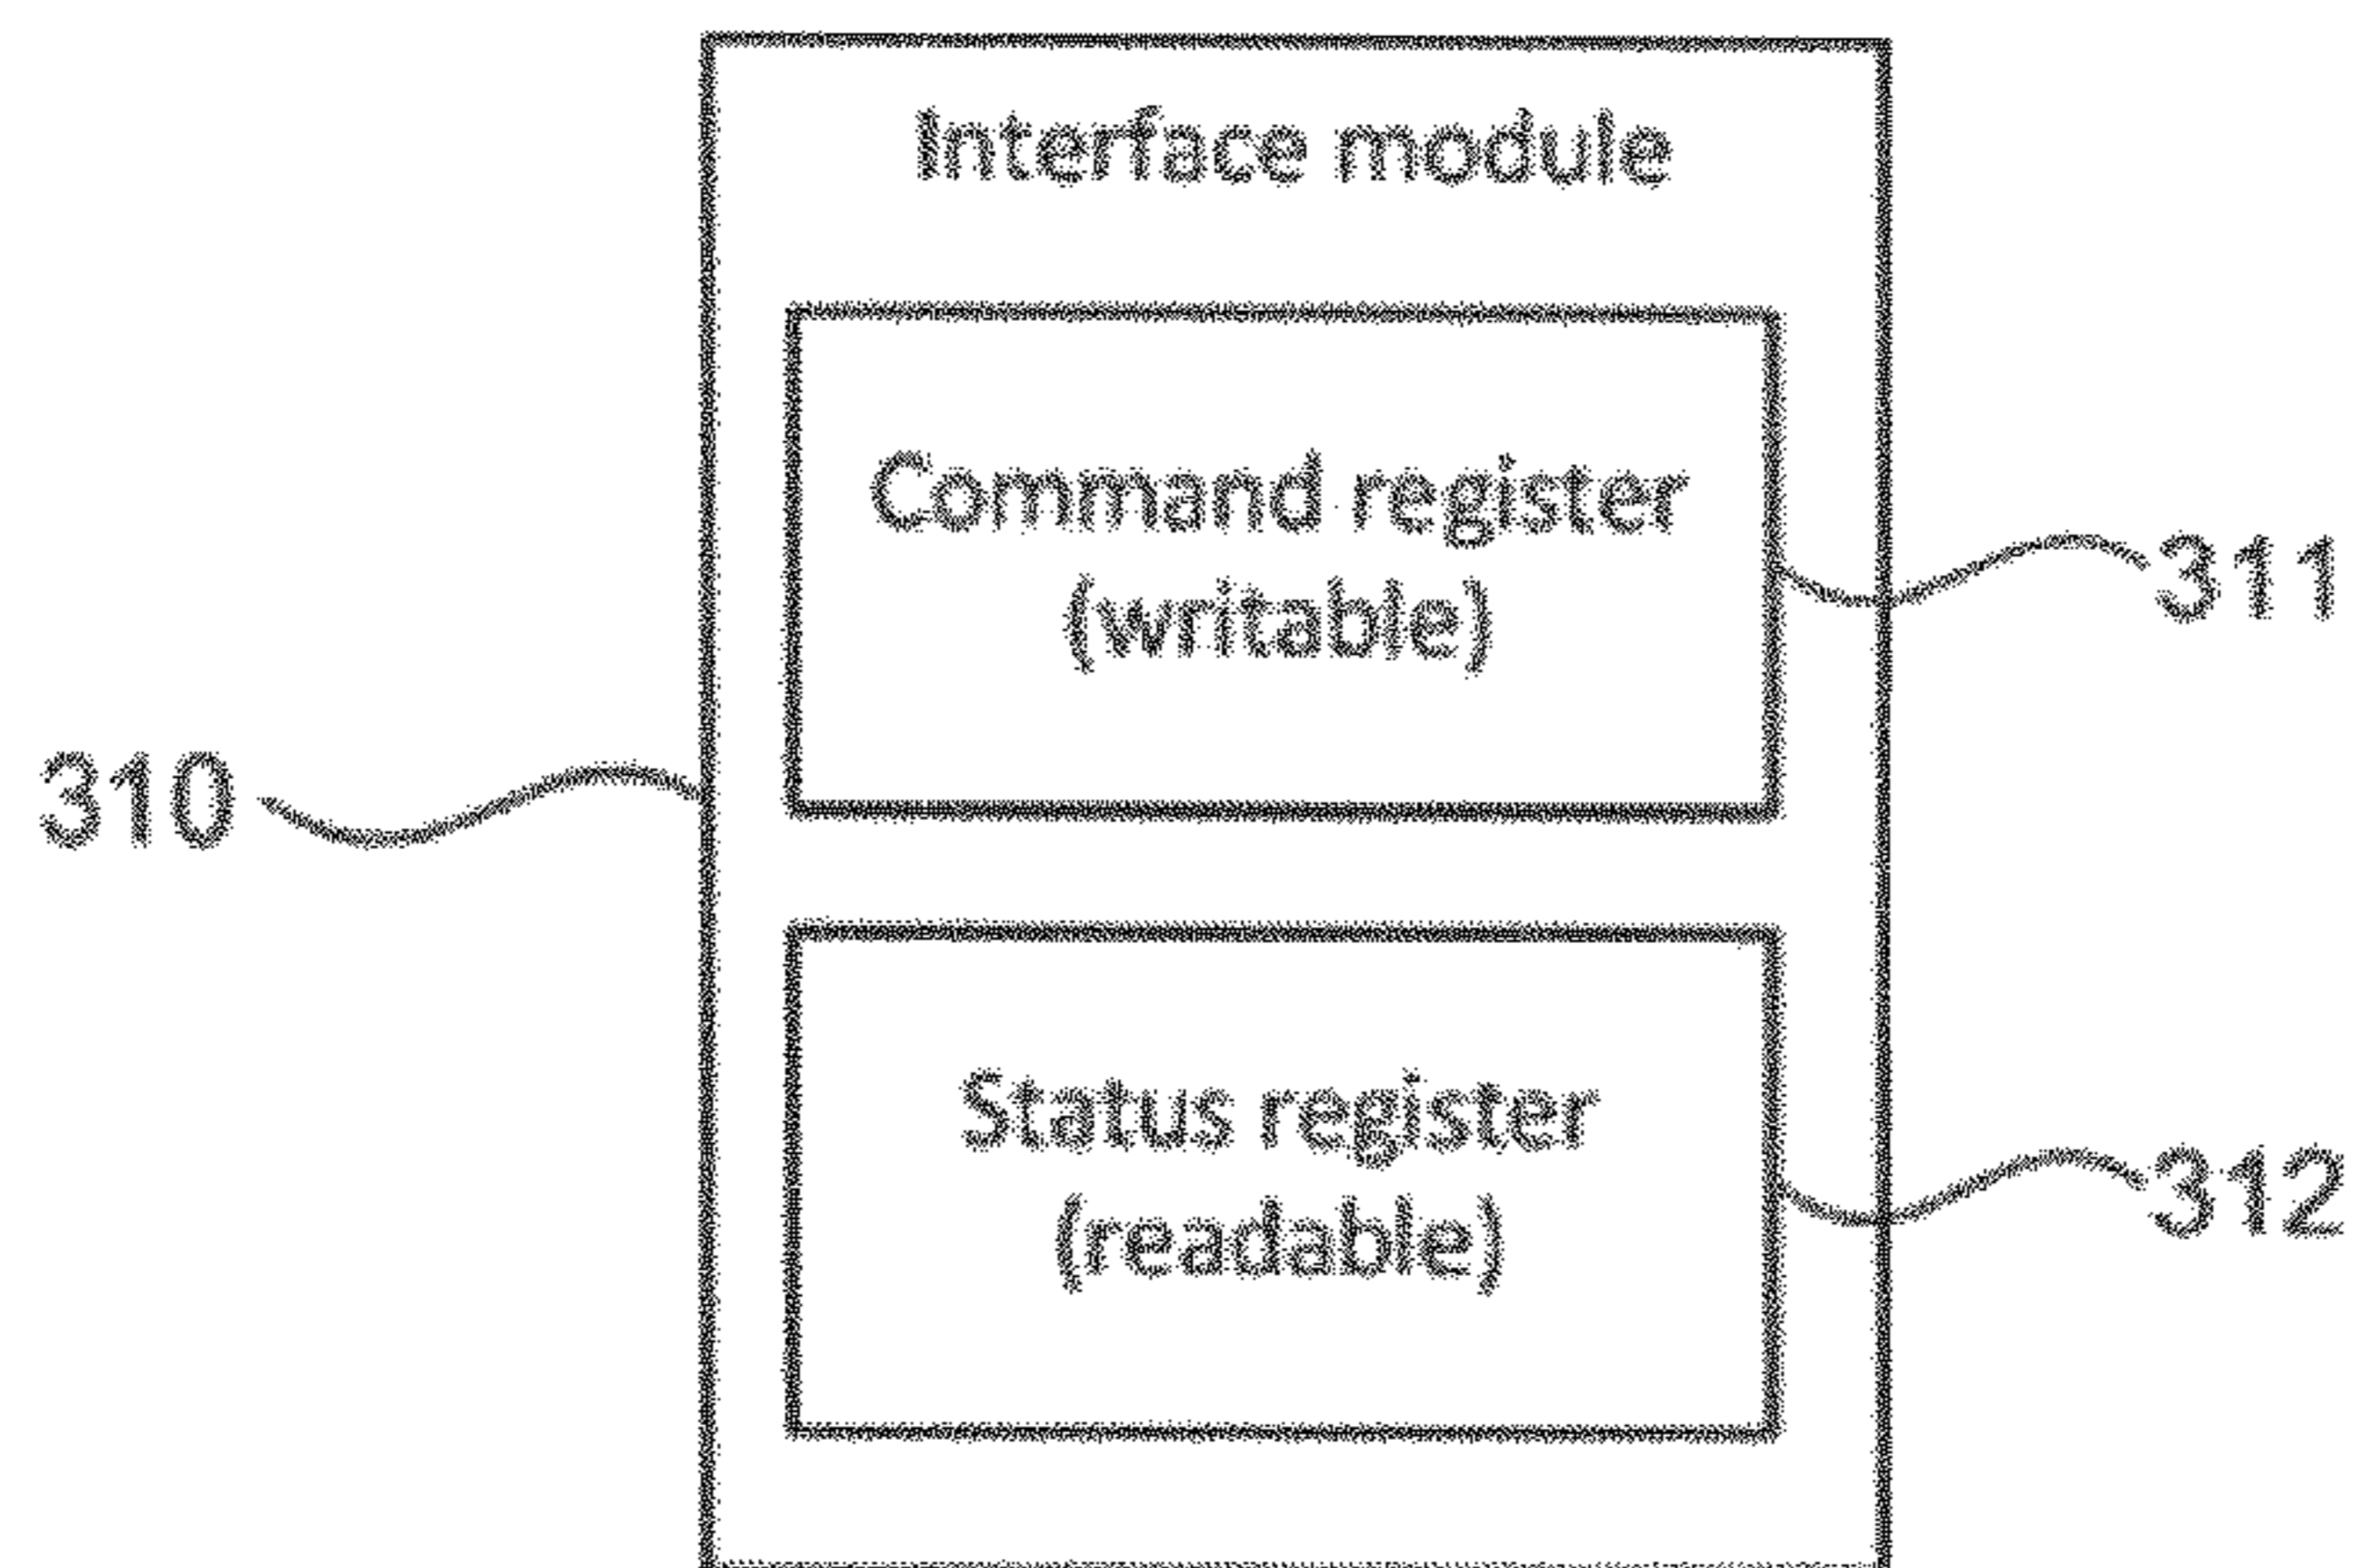 Interface module
Command register
(writable)
311
310
Status register
(readable)
312